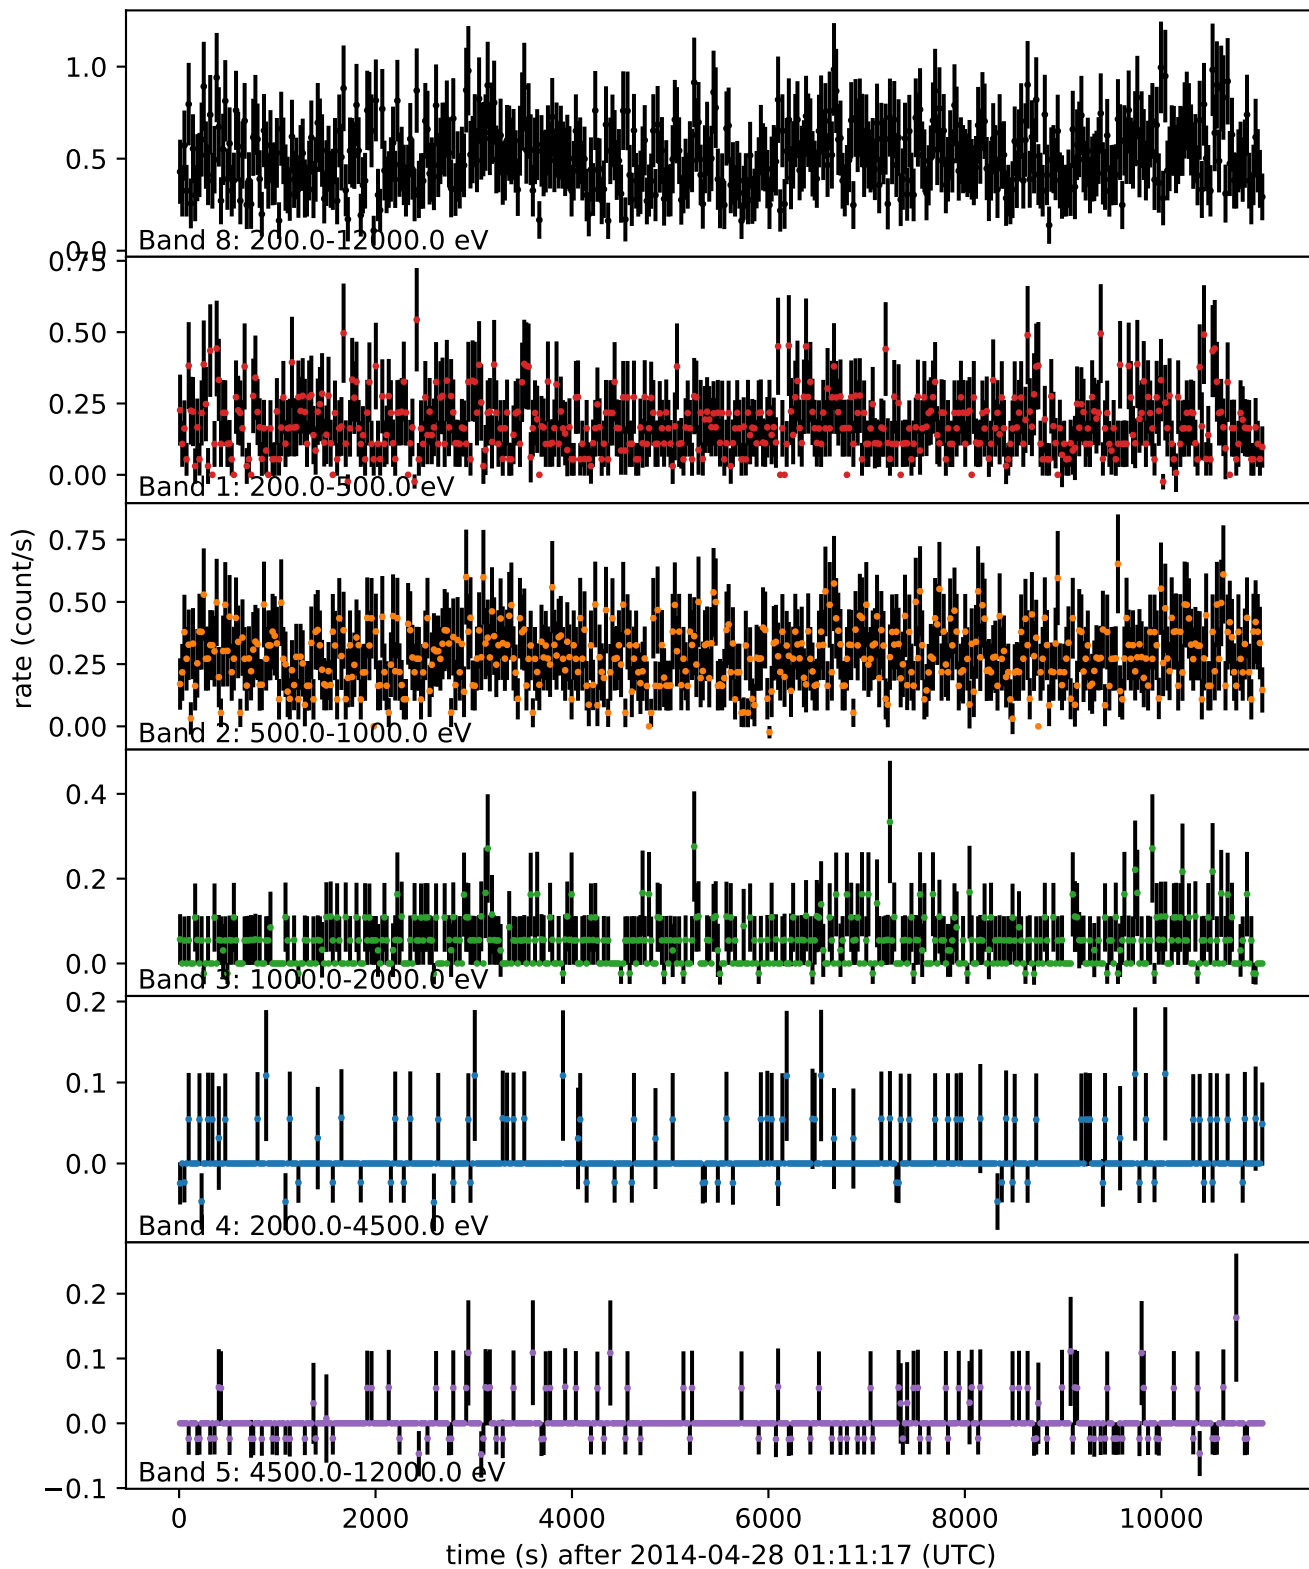 1.0
0.5
0.0
Band 8: 200.0-12000.0 eV
0.75
0.50
0.25
0.00
Band 1: 200.0-500.0 eV
rate (count/s)
0.75
0.50
0.25
0.00
Band 2: 500.0-1000.0 eV
0.4
0.2
0.0
Band 3: 1000.0-2000.0 eV
0.2
0.1
0.0
Band 4: 2000.0-4500.0 eV
0.2
0.1
0.0
−0.1
Band 5: 4500.0-12000.0 eV
0 2000 4000 6000 8000 10000
time (s) after 2014-04-28 01:11:17 (UTC)